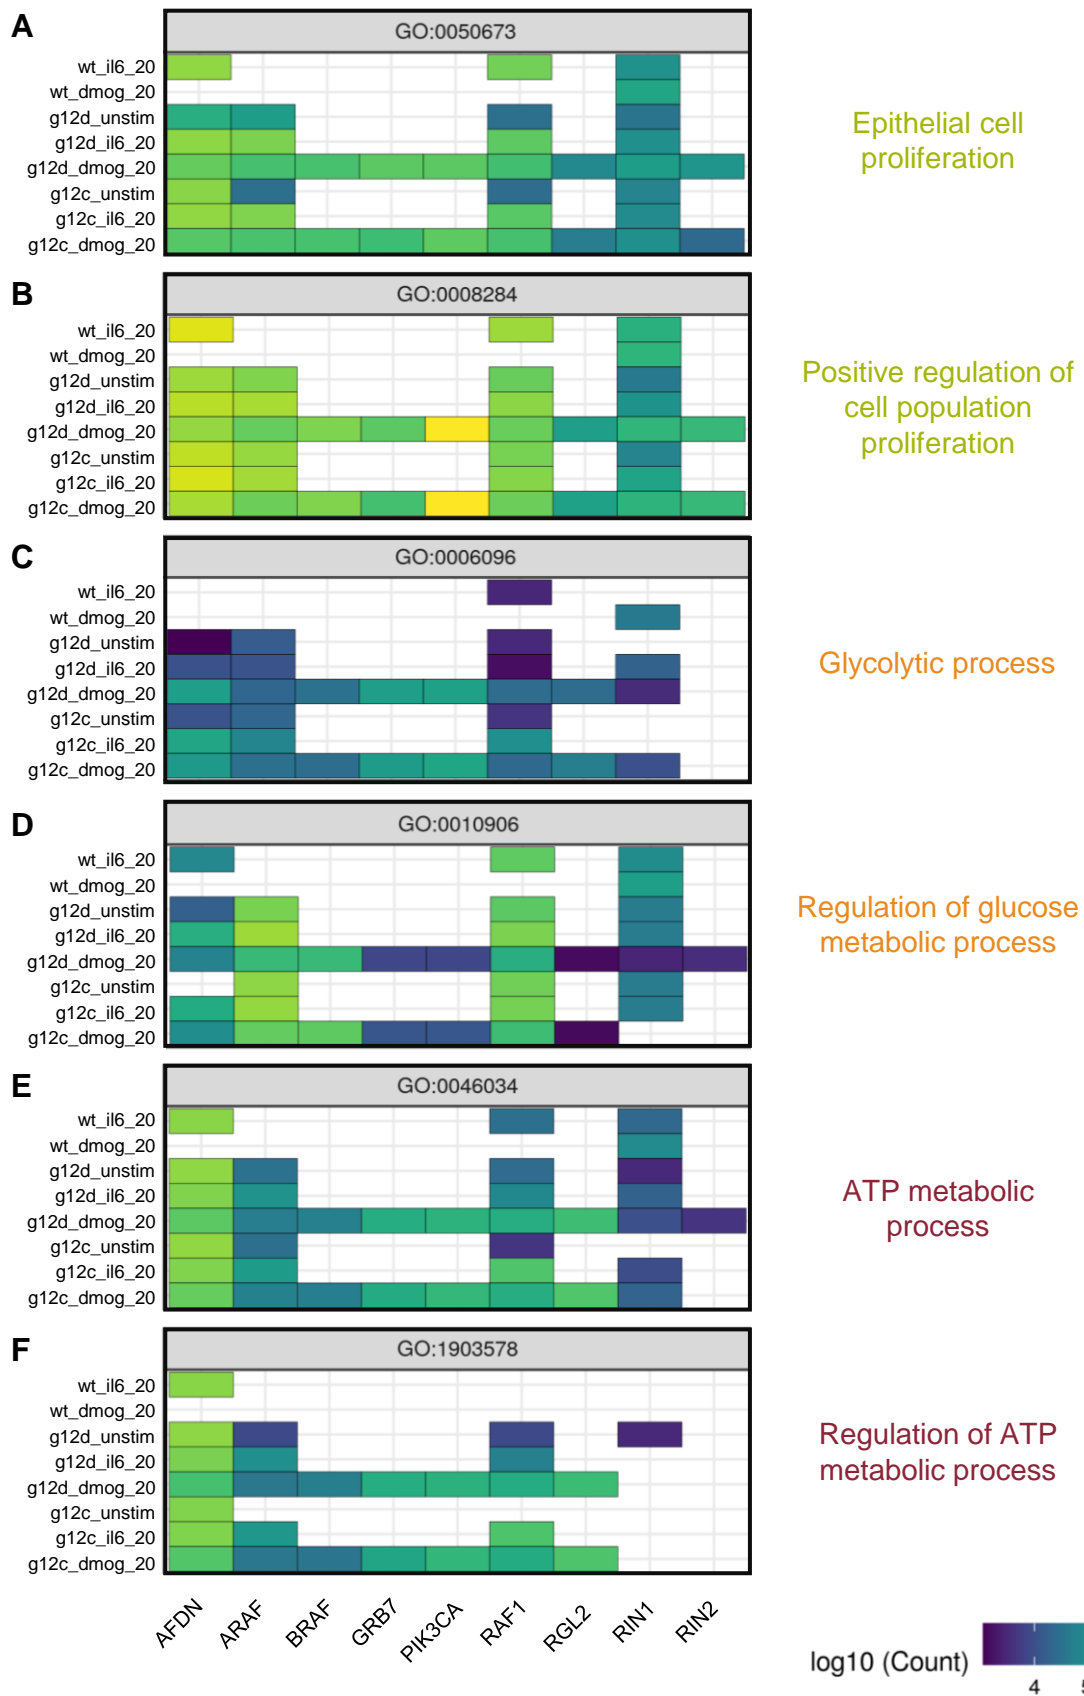 A
GO:0050673
wt_il6_20
wt_dmog_20
g12d_unstim
g12d_il6_20
g12d_dmog_20
g12c_unstim
g12c_il6_20
g12c_dmog_20
Epithelial cell
proliferation
B
GO:0008284
wt_il6_20
wt_dmog_20
g12d_unstim
g12d_il6_20
g12d_dmog_20
g12c_unstim
g12c_il6_20
g12c_dmog_20
Positive regulation of
cell population
proliferation
C
GO:0006096
wt_il6_20
wt_dmog_20
g12d_unstim
g12d_il6_20
g12d_dmog_20
g12c_unstim
g12c_il6_20
g12c_dmog_20
Glycolytic process
D
GO:0010906
wt_il6_20
wt_dmog_20
g12d_unstim
g12d_il6_20
g12d_dmog_20
g12c_unstim
g12c_il6_20
g12c_dmog_20
Regulation of glucose
metabolic process
E
GO:0046034
wt_il6_20
wt_dmog_20
g12d_unstim
g12d_il6_20
g12d_dmog_20
g12c_unstim
g12c_il6_20
g12c_dmog_20
ATP metabolic
process
F
GO:1903578
wt_il6_20
wt_dmog_20
g12d_unstim
g12d_il6_20
g12d_dmog_20
g12c_unstim
g12c_il6_20
g12c_dmog_20
Regulation of ATP
metabolic process
AFDN
ARAF
BRAF
GRB7
PIK3CA
RAF1
RGL2
RIN1
RIN2
log10 (Count)
4